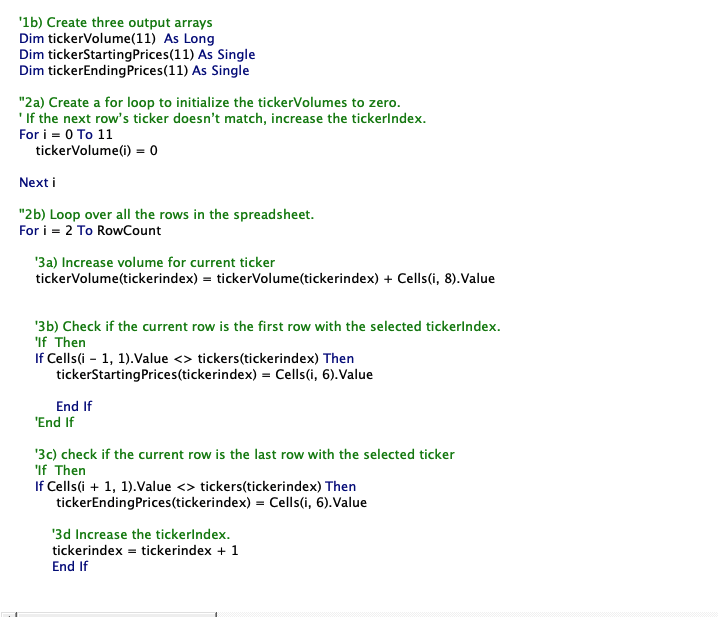 '1b) Create three output arrays
Dim tickerVolume(11)  As Long
Dim tickerStartingPrices(11) As Single
Dim tickerEndingPrices(11) As Single
''2a) Create a for loop to initialize the tickerVolumes to zero.
' If the next row's ticker doesn't match, increase the tickerIndex.
For i = 0 To 11
tickerVolume(i) = 0
Next i
''2b) Loop over all the rows in the spreadsheet.
For i = 2 To RowCount
'3a) Increase volume for current ticker
tickerVolume(tickerindex) = tickerVolume(tickerindex) + Cells(i, 8).Value
'3b) Check if the current row is the first row with the selected tickerIndex.
'If  Then
If Cells(i - 1, 1).Value <> tickers(tickerindex) Then
tickerStartingPrices(tickerindex) = Cells(i, 6).Value
End If
'End If
'3c) check if the current row is the last row with the selected ticker
'If  Then
If Cells(i + 1, 1).Value <> tickers(tickerindex) Then
tickerEndingPrices(tickerindex) = Cells(i, 6).Value
'3d Increase the tickerIndex.
tickerindex = tickerindex + 1
End If